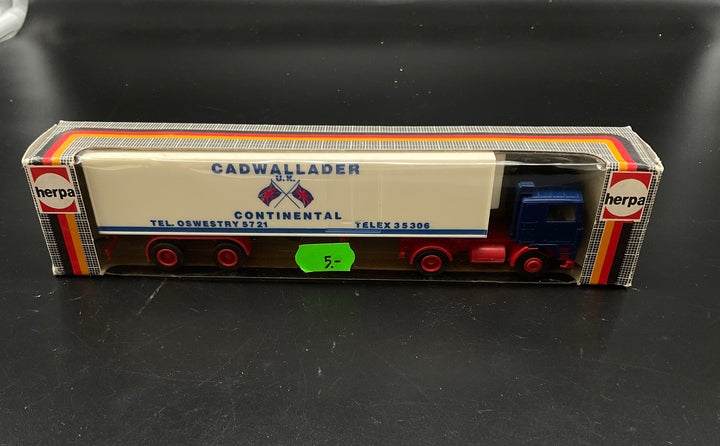 herpa
CADWALLADER
U.K.
CONTINENTAL
TEL. OSWESTRY 5721
TELEX 35306
herpa
5.-